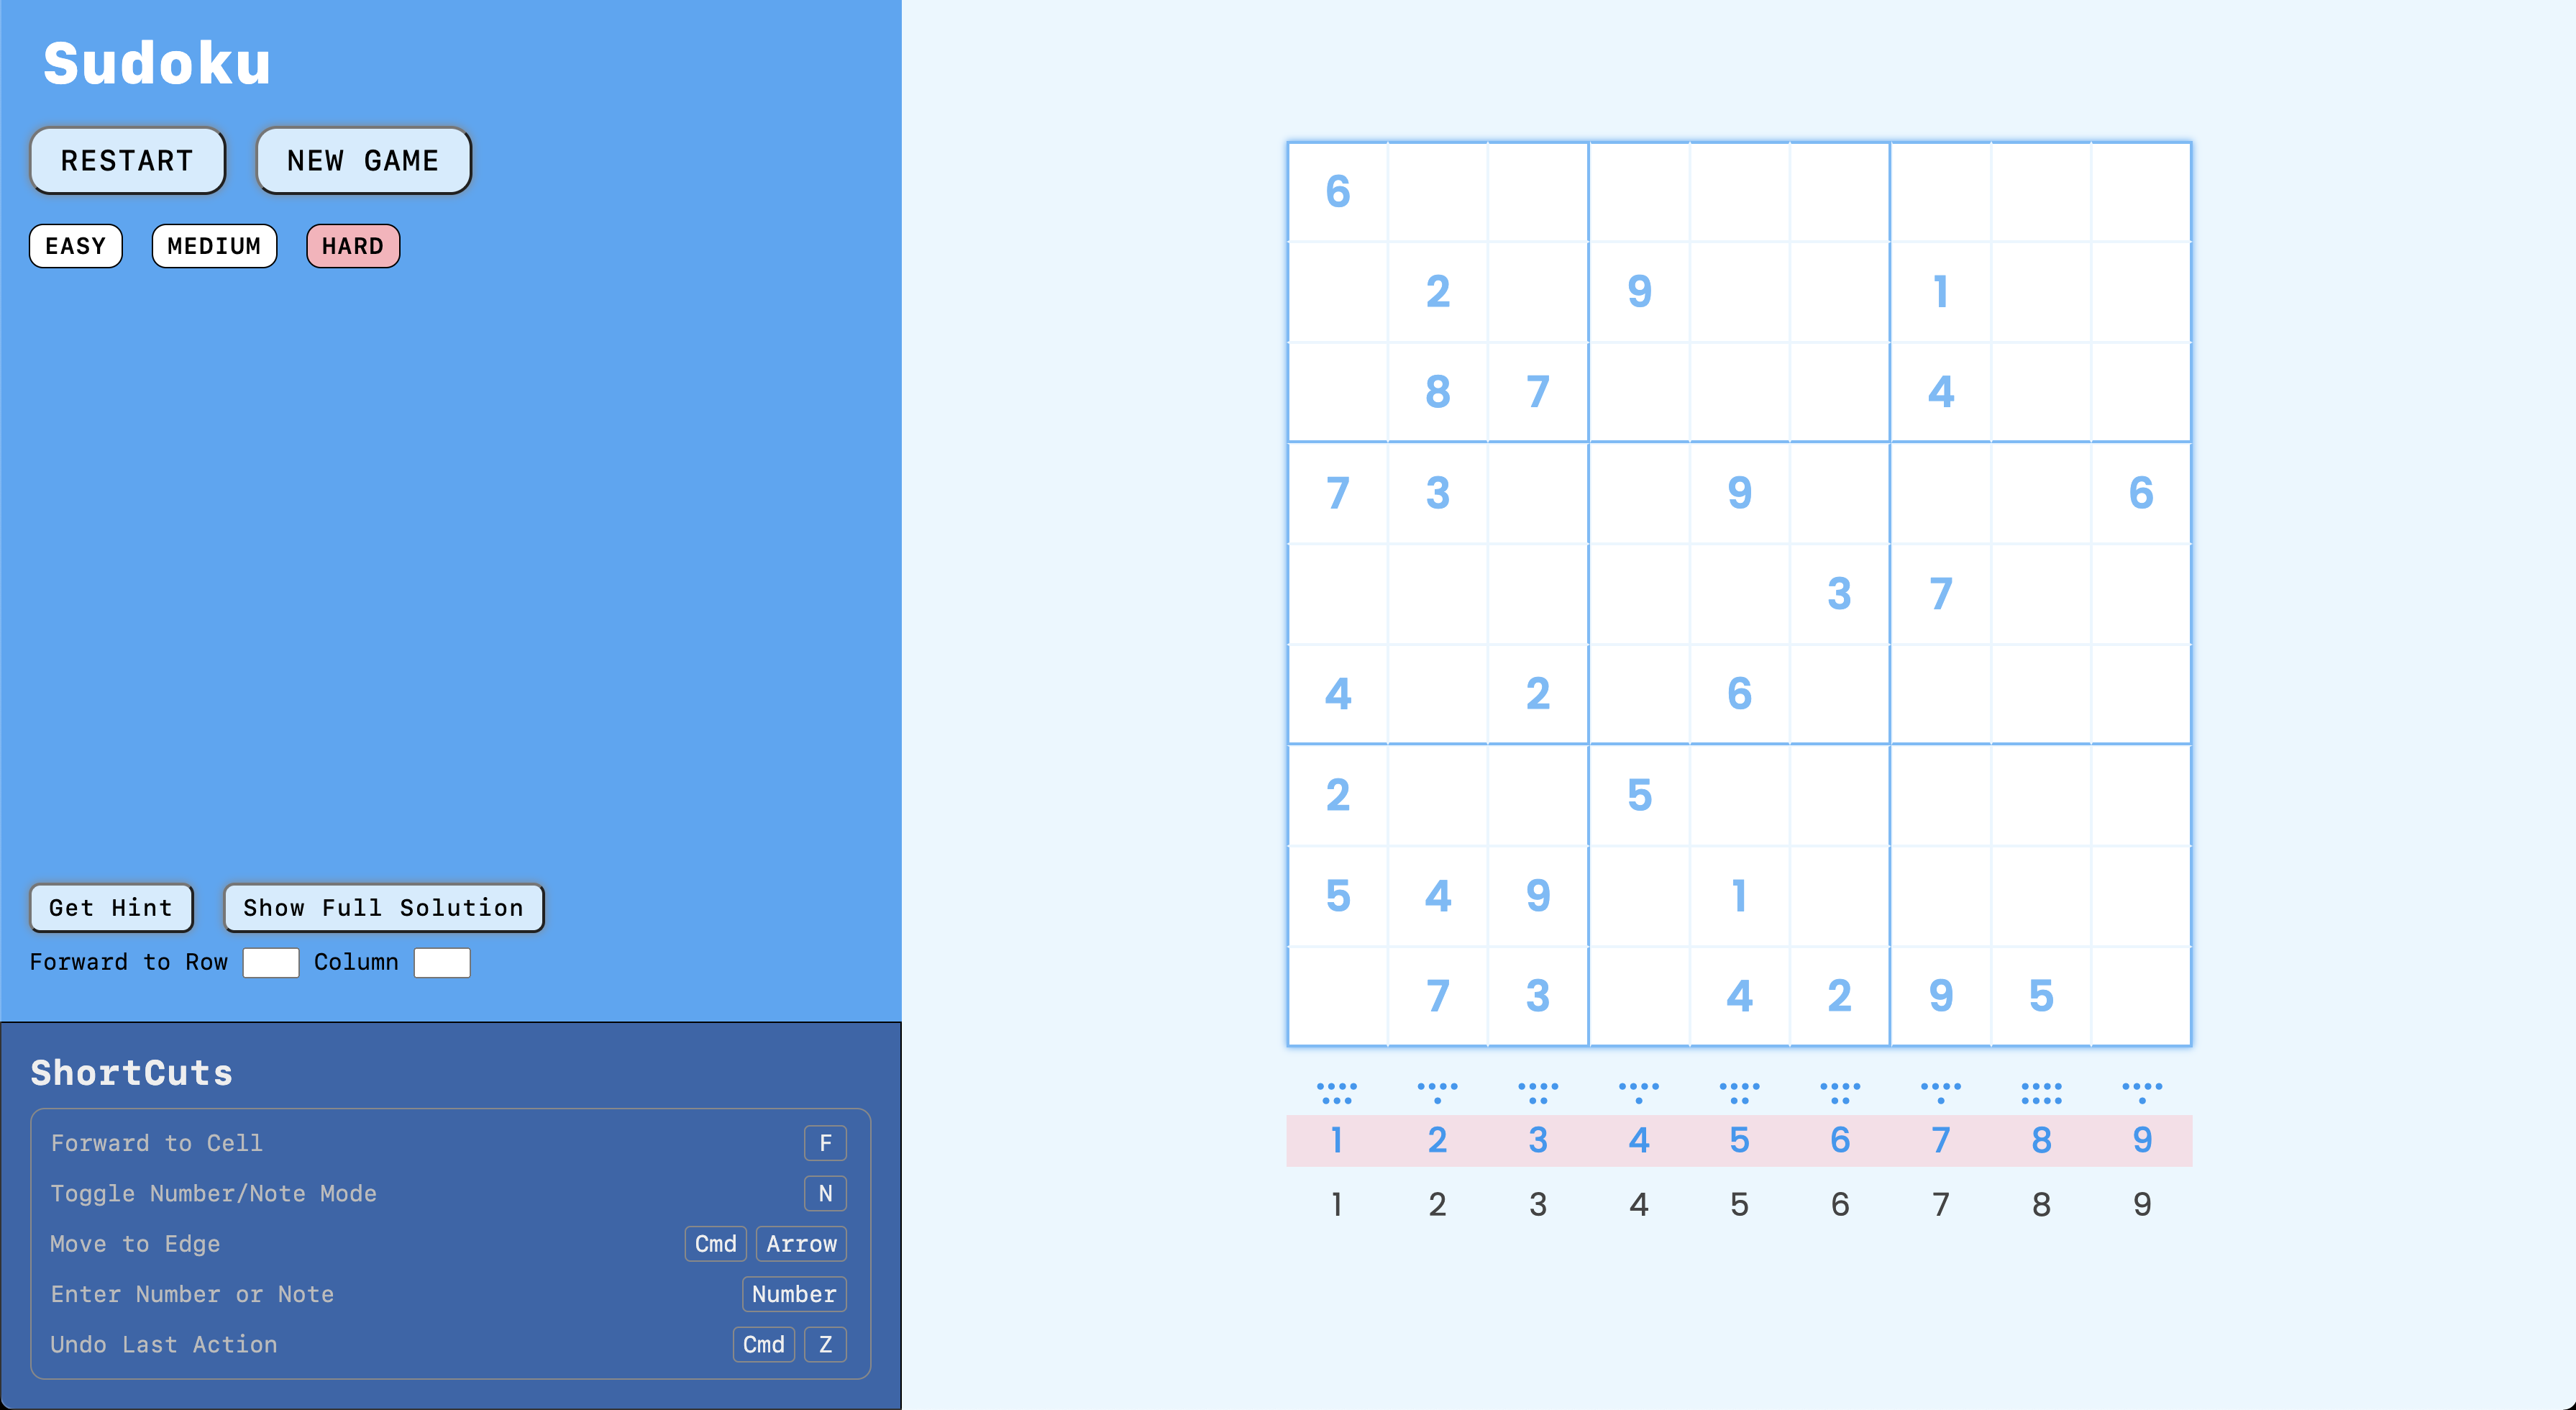 Sudoku
RESTART NEW GAME
EASY MEDIUM HARD
Get Hint Show Full Solution
Forward to Row Column
ShortCuts
Forward to Cell F
Toggle Number/Note Mode N
Move to Edge Cmd Arrow
Enter Number or Note Number
Undo Last Action Cmd Z
6
2 9 1
8 7 4
7 3 9 6
3 7
4 2 6
2 5
5 4 9 1
7 3 4 2 9 5
1 2 3 4 5 6 7 8 9
1 2 3 4 5 6 7 8 9